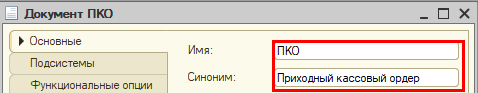 Документ ПКО
Основные
Подсистемы
Функциональные опции
Имя: ПКО
Синоним: Приходный кассовый ордер